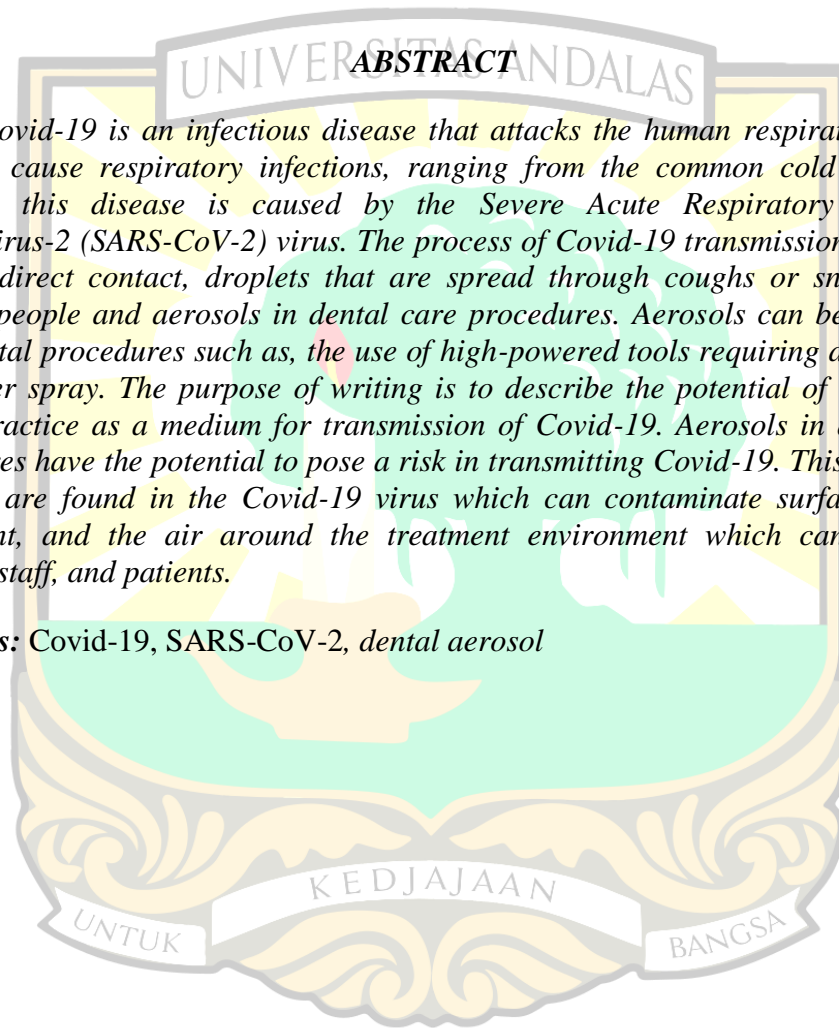 UNIVERSITAS ANDALAS
ABSTRACT
ovid-19 is an infectious disease that attacks the human respirat
cause respiratory infections, ranging from the common cold
this disease is caused by the Severe Acute Respiratory
irus-2 (SARS-CoV-2) virus. The process of Covid-19 transmission
direct contact, droplets that are spread through coughs or sn
people and aerosols in dental care procedures. Aerosols can be
tal procedures such as, the use of high-powered tools requiring a
er spray. The purpose of writing is to describe the potential of
ractice as a medium for transmission of Covid-19. Aerosols in
res have the potential to pose a risk in transmitting Covid-19. This
are found in the Covid-19 virus which can contaminate surfa
nt, and the air around the treatment environment which can
staff, and patients.
s: Covid-19, SARS-CoV-2, dental aerosol
KEDJAJAAN
UNTUK BANGSA